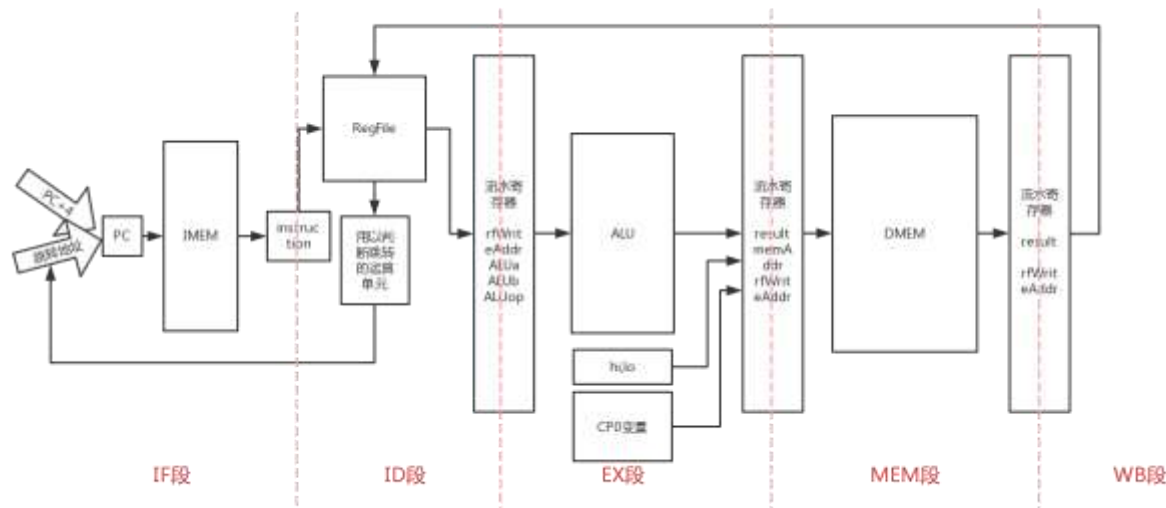 PC+4
跳转地址
PC
IMEM
instruc
tion
RegFile
用以判
断跳转
的运算
单元
流水寄
存器
rfWrit
eAddr
ALUa
ALUb
ALUop
ALU
hi,lo
CP0变量
流水寄
存器
result
memA
ddr
rfWrit
eAddr
DMEM
流水寄
存器
result
rfWrit
eAddr
IF段
ID段
EX段
MEM段
WB段